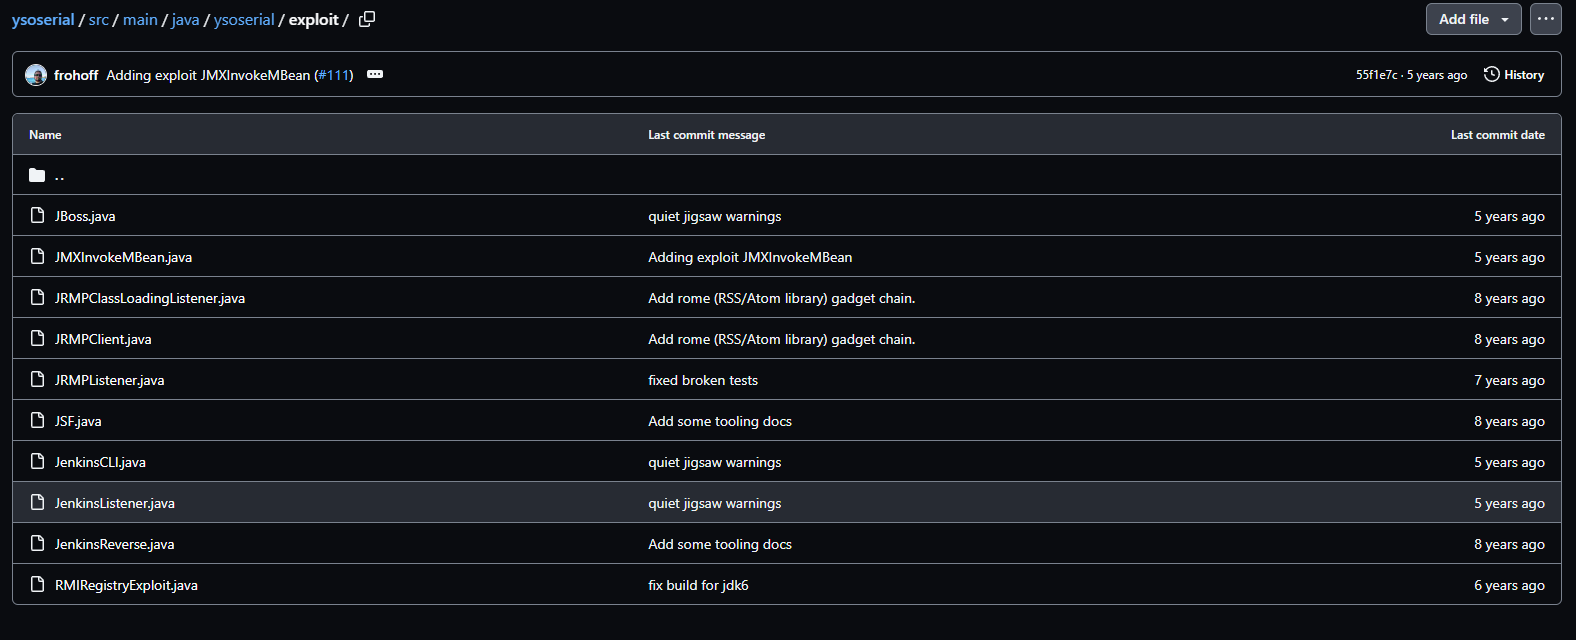 ysoserial / src / main / java / ysoserial / exploit /
Add file
frohoff Adding exploit JMXInvokeMBean (#111)
55f1e7c · 5 years ago History
Name Last commit message Last commit date
..
JBoss.java quiet jigsaw warnings 5 years ago
JMXInvokeMBean.java Adding exploit JMXInvokeMBean 5 years ago
JRMPClassLoadingListener.java Add rome (RSS/Atom library) gadget chain. 8 years ago
JRMPClient.java Add rome (RSS/Atom library) gadget chain. 8 years ago
JRMPListener.java fixed broken tests 7 years ago
JSF.java Add some tooling docs 8 years ago
JenkinsCLI.java quiet jigsaw warnings 5 years ago
JenkinsListener.java quiet jigsaw warnings 5 years ago
JenkinsReverse.java Add some tooling docs 8 years ago
RMIRegistryExploit.java fix build for jdk6 6 years ago